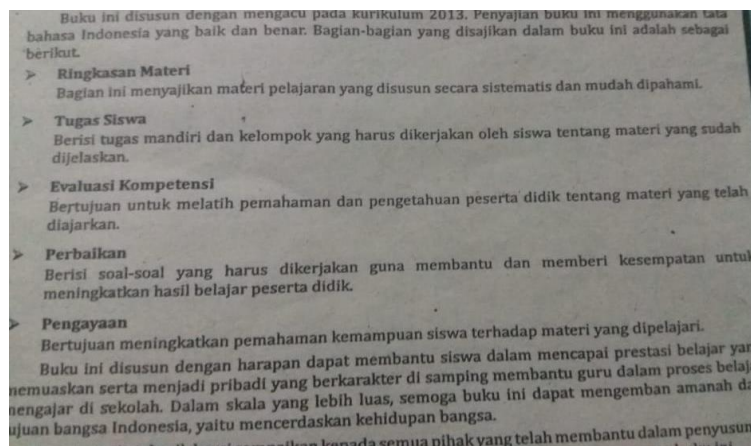 Buku ini disusun dengan mengacu pada kurikulum 2013. Penyajian buku ini menggunakan tata
bahasa Indonesia yang baik dan benar. Bagian-bagian yang disajikan dalam buku ini adalah sebagai
berikut.
➢ Ringkasan Materi
Bagian ini menyajikan materi pelajaran yang disusun secara sistematis dan mudah dipahami.
➢ Tugas Siswa
Berisi tugas mandiri dan kelompok yang harus dikerjakan oleh siswa tentang materi yang sudah
dijelaskan.
➢ Evaluasi Kompetensi
Bertujuan untuk melatih pemahaman dan pengetahuan peserta didik tentang materi yang telah
diajarkan.
➢ Perbaikan
Berisi soal-soal yang harus dikerjakan guna membantu dan memberi kesempatan untuk
meningkatkan hasil belajar peserta didik.
➢ Pengayaan
Bertujuan meningkatkan pemahaman kemampuan siswa terhadap materi yang dipelajari.
Buku ini disusun dengan harapan dapat membantu siswa dalam mencapai prestasi belajar yan
memuaskan serta menjadi pribadi yang berkarakter di samping membantu guru dalam proses belaj
mengajar di sekolah. Dalam skala yang lebih luas, semoga buku ini dapat mengemban amanah da
ujuan bangsa Indonesia, yaitu mencerdaskan kehidupan bangsa.
kepada semua pihak yang telah membantu dalam penyusun